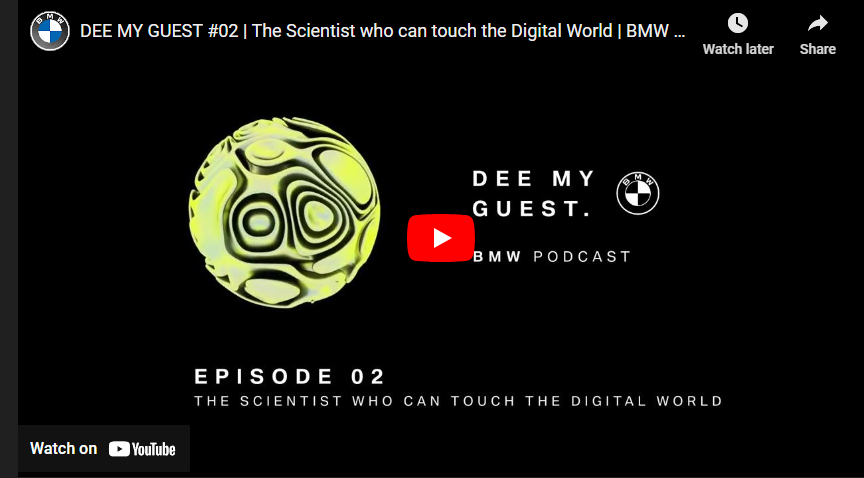 BMW
DEE MY GUEST #02 | The Scientist who can touch the Digital World | BMW ...
Watch later
Share
DEE MY
GUEST.
BMW
BMW PODCAST
EPISODE 02
THE SCIENTIST WHO CAN TOUCH THE DIGITAL WORLD
Watch on YouTube